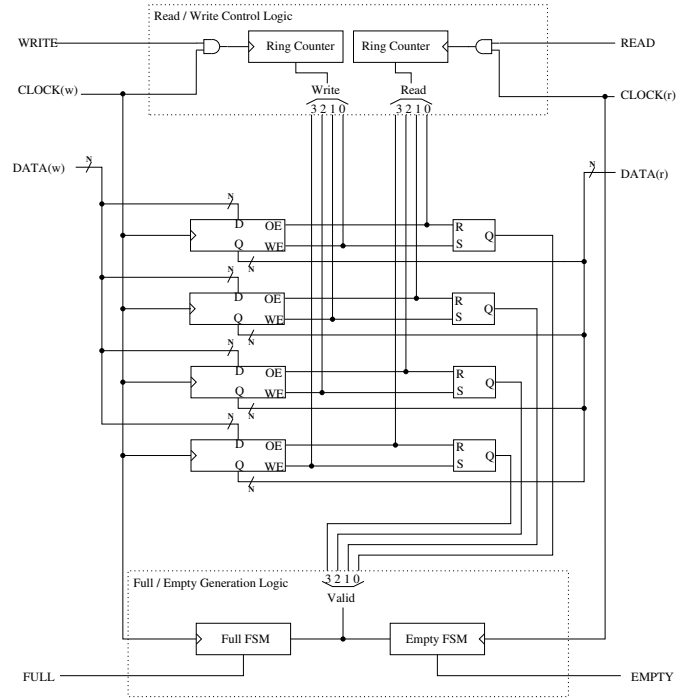 Read / Write Control Logic
WRITE
Ring Counter
Ring Counter
READ
CLOCK(w)
Write
Read
CLOCK(r)
3 2 1 0
3 2 1 0
DATA(w)
N
N
DATA(r)
N
D
OE
R
Q
WE
S
Q
N
N
D
OE
R
Q
WE
S
Q
N
N
D
OE
R
Q
WE
S
Q
N
N
D
OE
R
Q
WE
S
Q
N
3 2 1 0
Full / Empty Generation Logic
Valid
Full FSM
Empty FSM
FULL
EMPTY